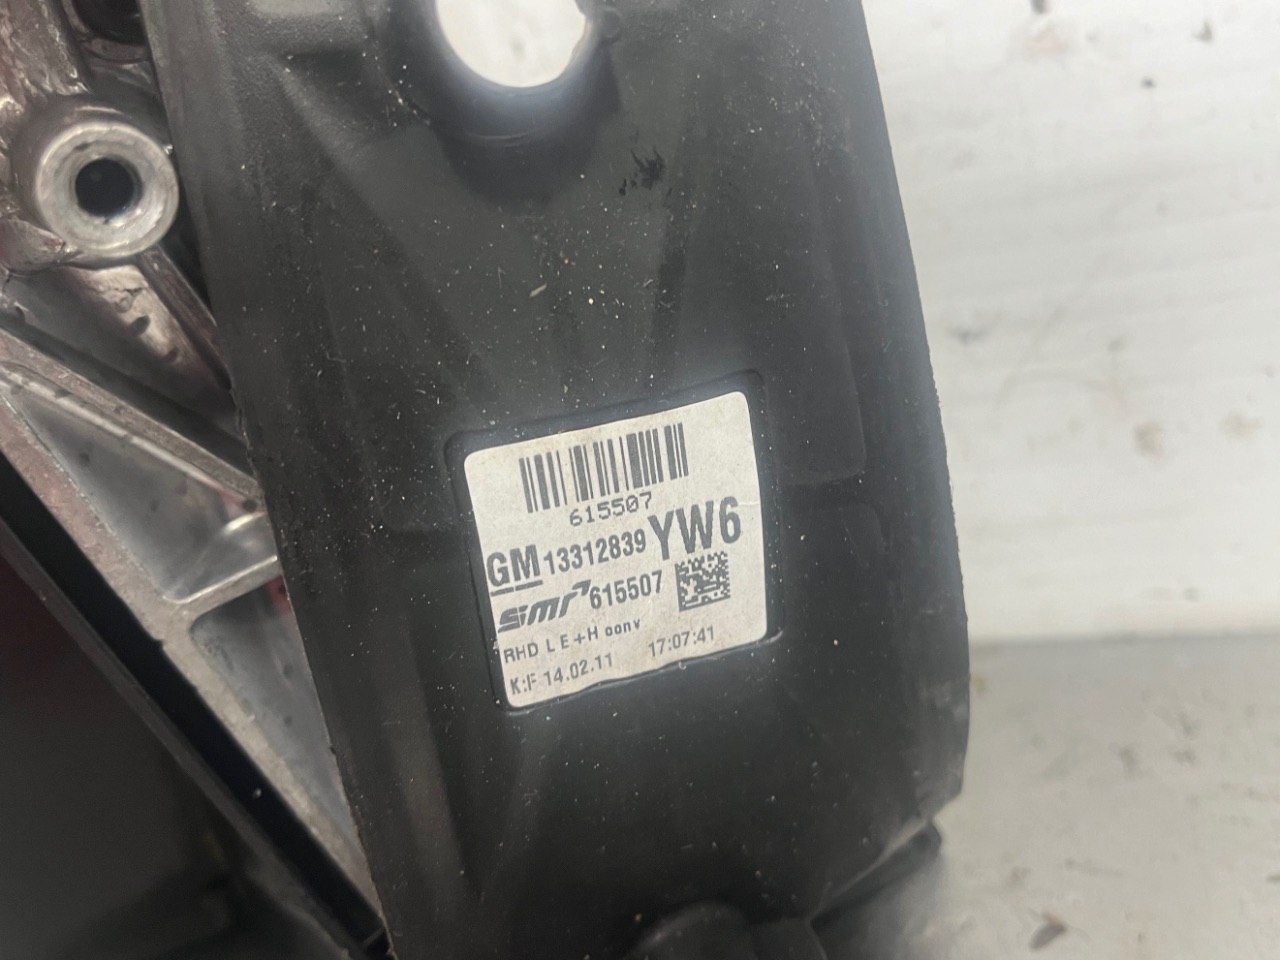 615507
GM 13312839 YW6
smr 615507
RHD L E+H conv
K:F 14.02.11 17:07:41